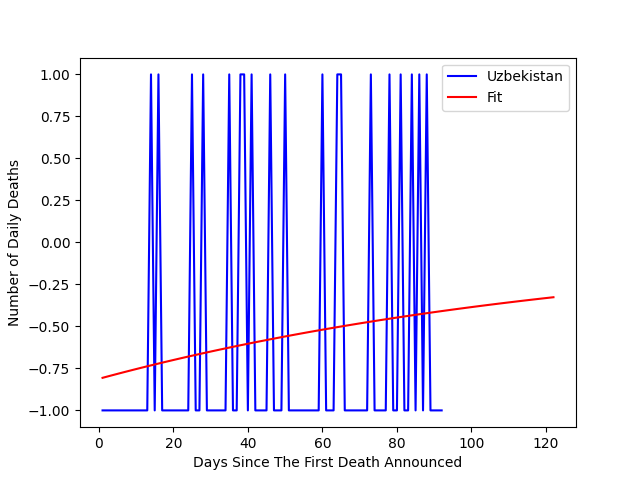 Uzbekistan
Fit
1.00
0.75
0.50
0.25
0.00
−0.25
−0.50
−0.75
−1.00
Number of Daily Deaths
0 20 40 60 80 100 120
Days Since The First Death Announced